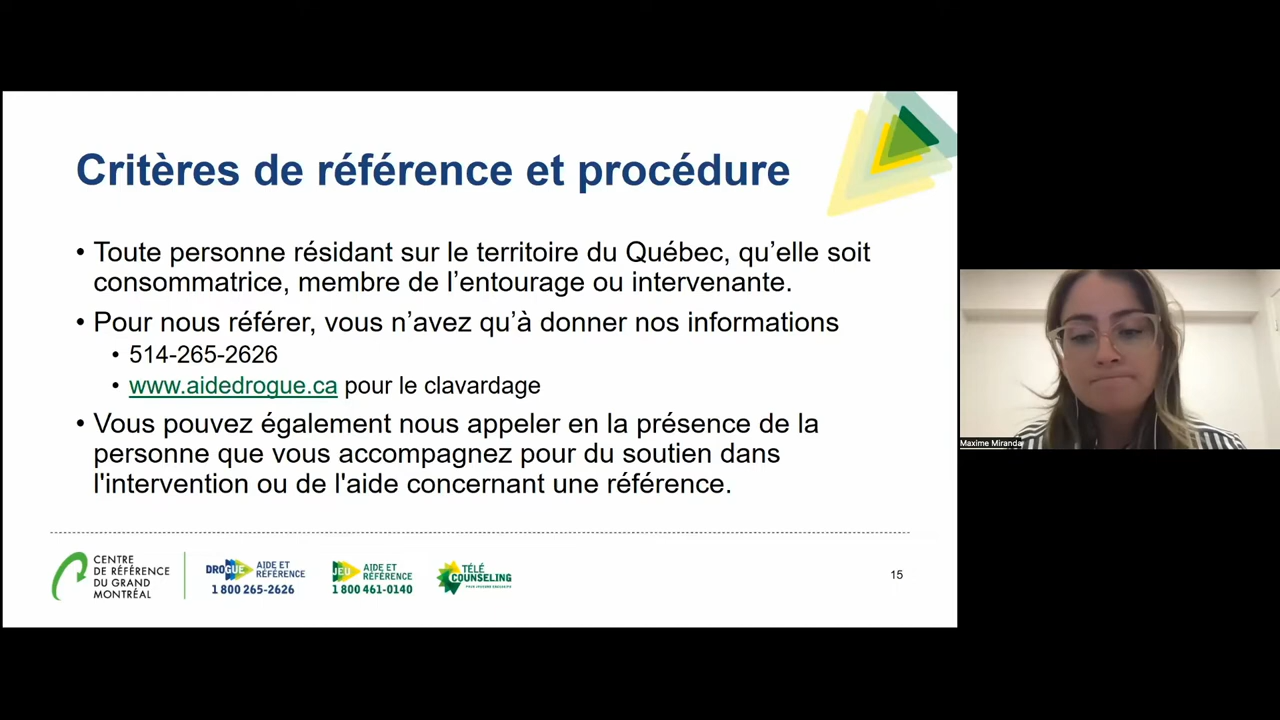 Critères de référence et procédure
• Toute personne résidant sur le territoire du Québec, qu’elle soit
consommatrice, membre de l’entourage ou intervenante.
• Pour nous référer, vous n’avez qu’à donner nos informations
• 514-265-2626
• www.aidedrogue.ca pour le clavardage
• Vous pouvez également nous appeler en la présence de la
personne que vous accompagnez pour du soutien dans
l'intervention ou de l'aide concernant une référence.
CENTRE
DE RÉFÉRENCE
DU GRAND
MONTRÉAL
DROGUE AIDE ET
RÉFÉRENCE
1 800 265-2626
JEU AIDE ET
RÉFÉRENCE
1 800 461-0140
TÉLÉ
COUNSELING
15
Maxime Miranda